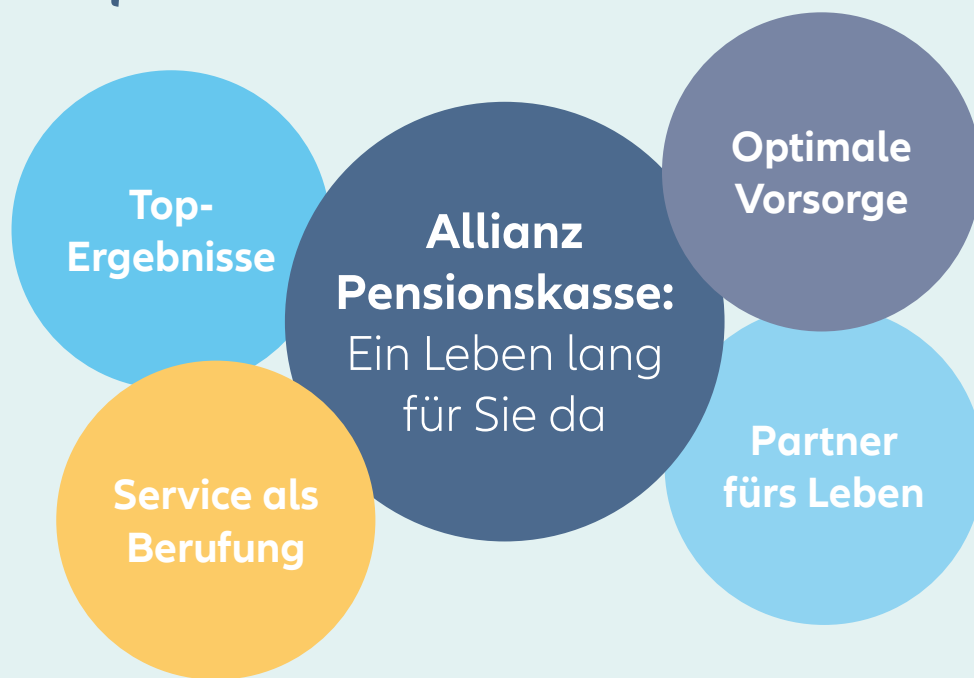 Top-
Ergebnisse
Allianz
Pensionskasse:
Ein Leben lang
für Sie da
Optimale
Vorsorge
Service als
Berufung
Partner
fürs Leben